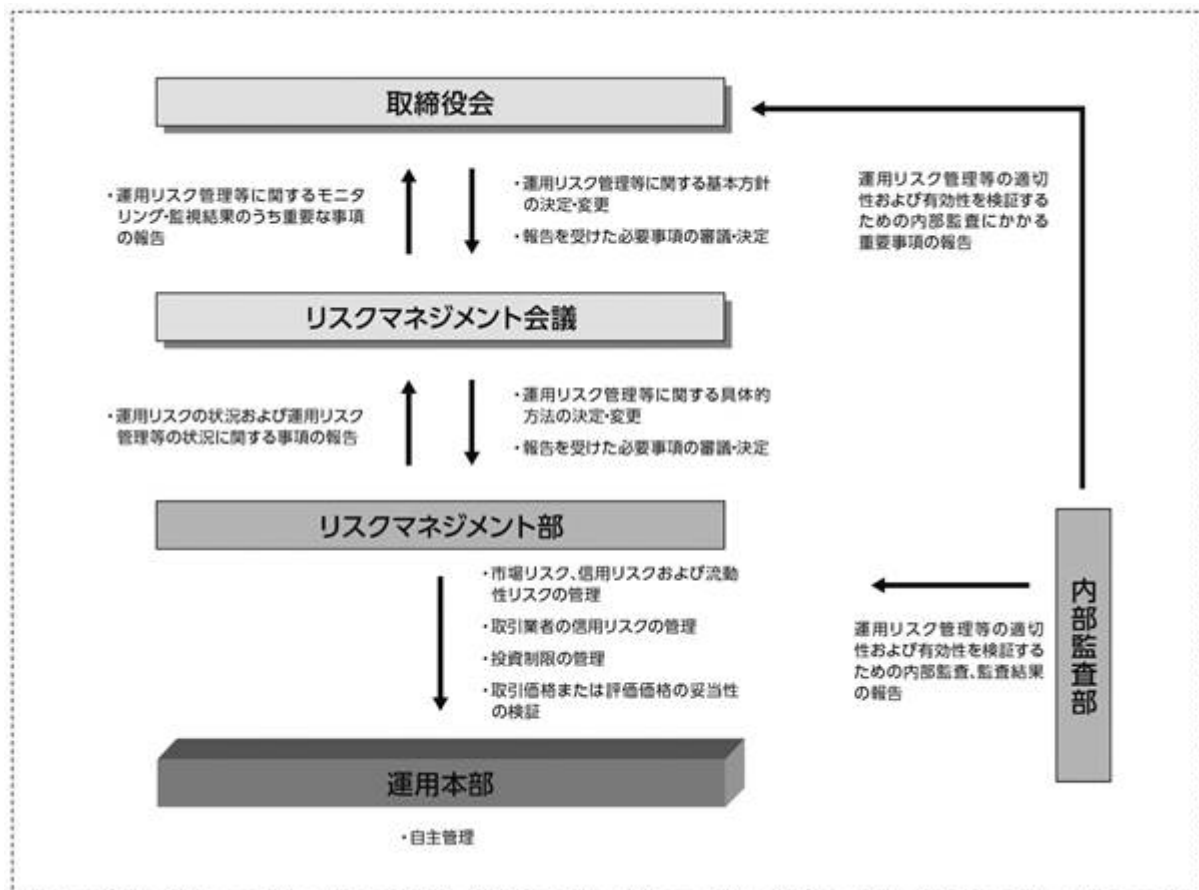 取締役会
・運用リスク管理等に関するモニタ
リング・監視結果のうち重要な事項
の報告
・運用リスク管理等に関する基本方針
の決定・変更
・報告を受けた必要事項の審議・決定
運用リスク管理等の適切
性および有効性を検証す
るための内部監査にかかる
重要事項の報告
リスクマネジメント会議
・運用リスクの状況および運用リスク
管理等の状況に関する事項の報告
・運用リスク管理等に関する具体的
方法の決定・変更
・報告を受けた必要事項の審議・決定
リスクマネジメント部
・市場リスク、信用リスクおよび流動
性リスクの管理
・取引業者の信用リスクの管理
・投資制限の管理
・取引価格または評価価格の妥当性
の検証
運用リスク管理等の適切
性および有効性を検証する
ための内部監査、監査結果
の報告
内部監査部
運用本部
・自主管理